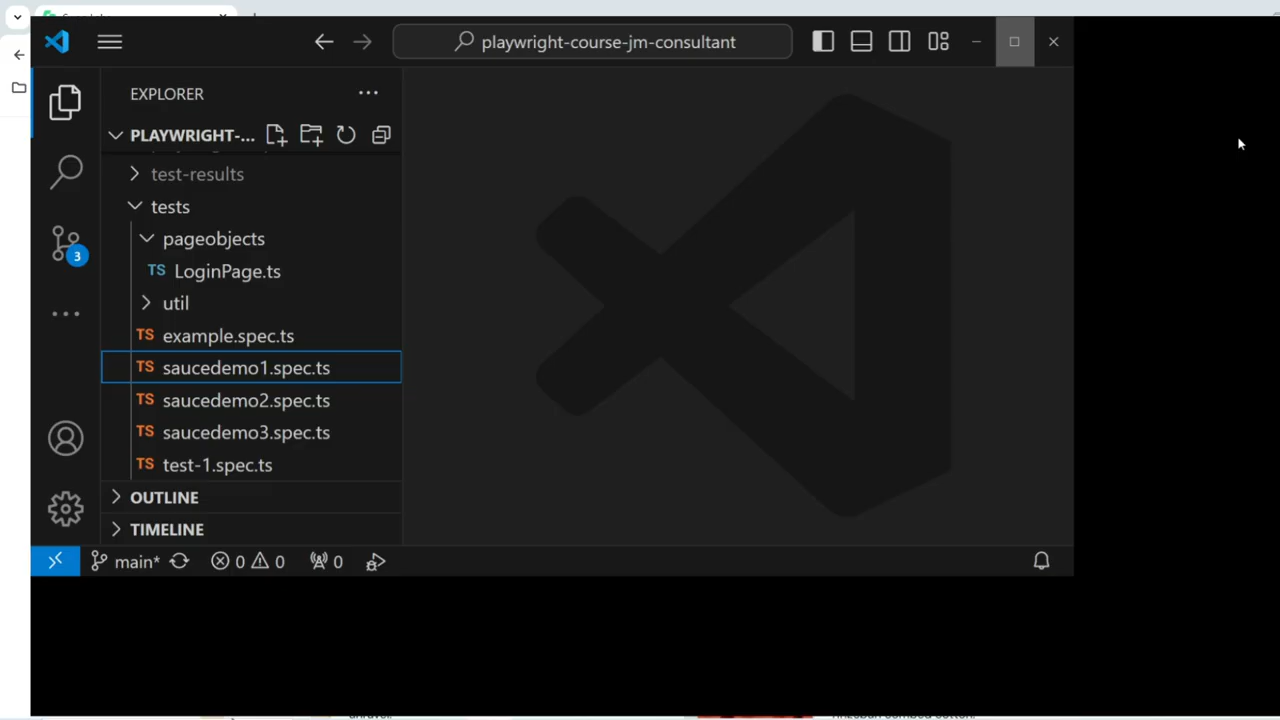 playwright-course-jm-consultant
EXPLORER
PLAYWRIGHT-...
test-results
tests
pageobjects
TS LoginPage.ts
util
TS example.spec.ts
TS saucedemo1.spec.ts
TS saucedemo2.spec.ts
TS saucedemo3.spec.ts
TS test-1.spec.ts
OUTLINE
TIMELINE
3
main* 0 0 0
unravel.